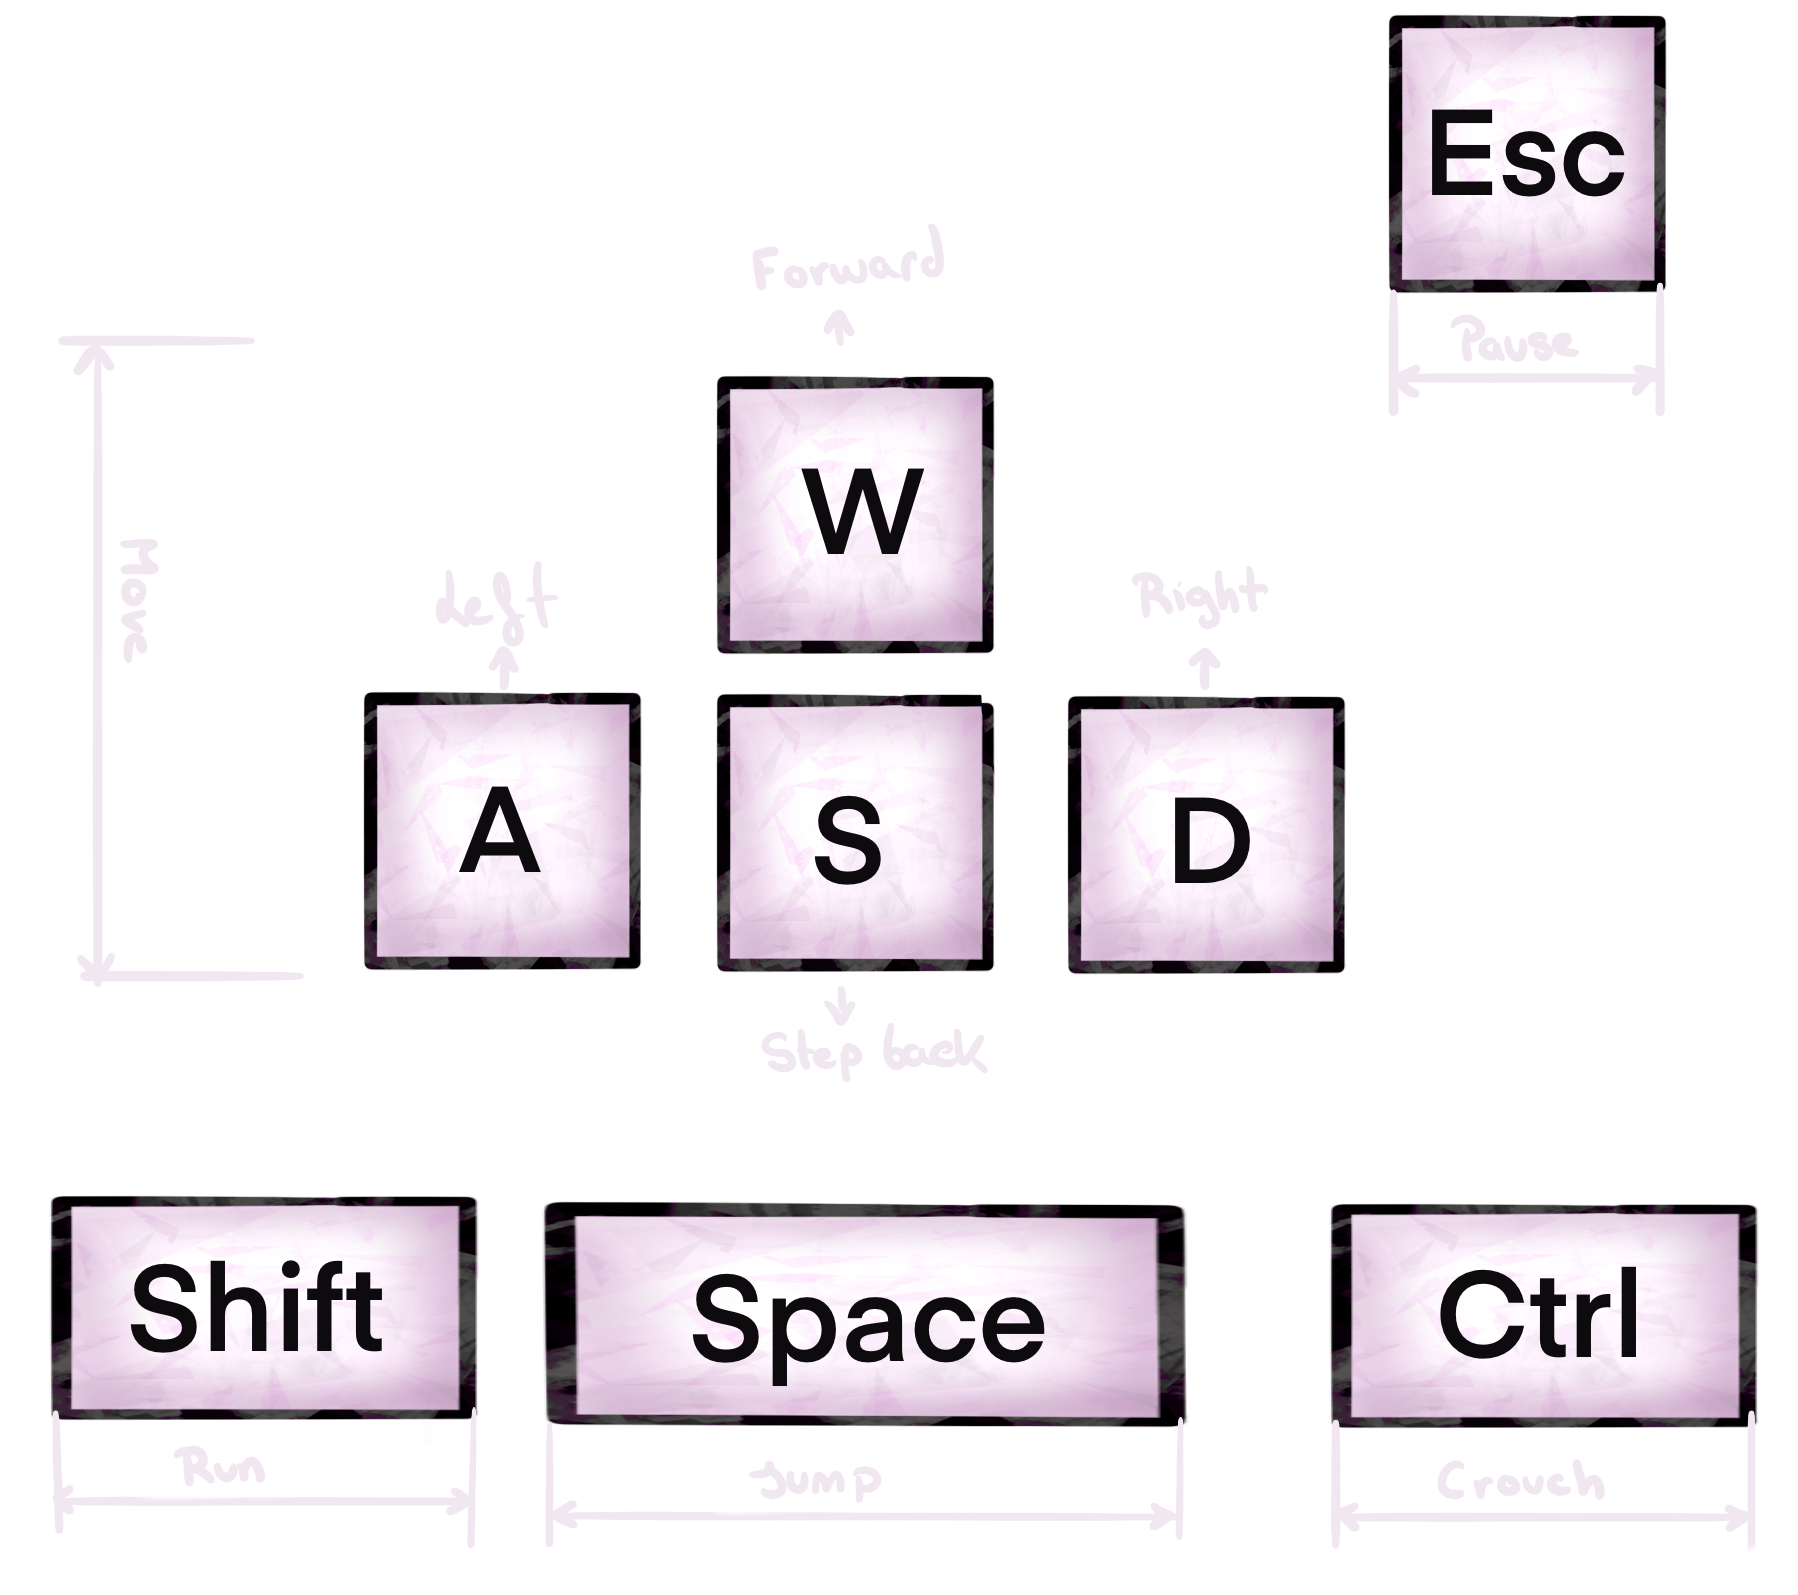 Esc
Pause
Forward
W
Move
Left
Right
A
S
D
Step back
Shift
Space
Ctrl
Run
Jump
Crouch